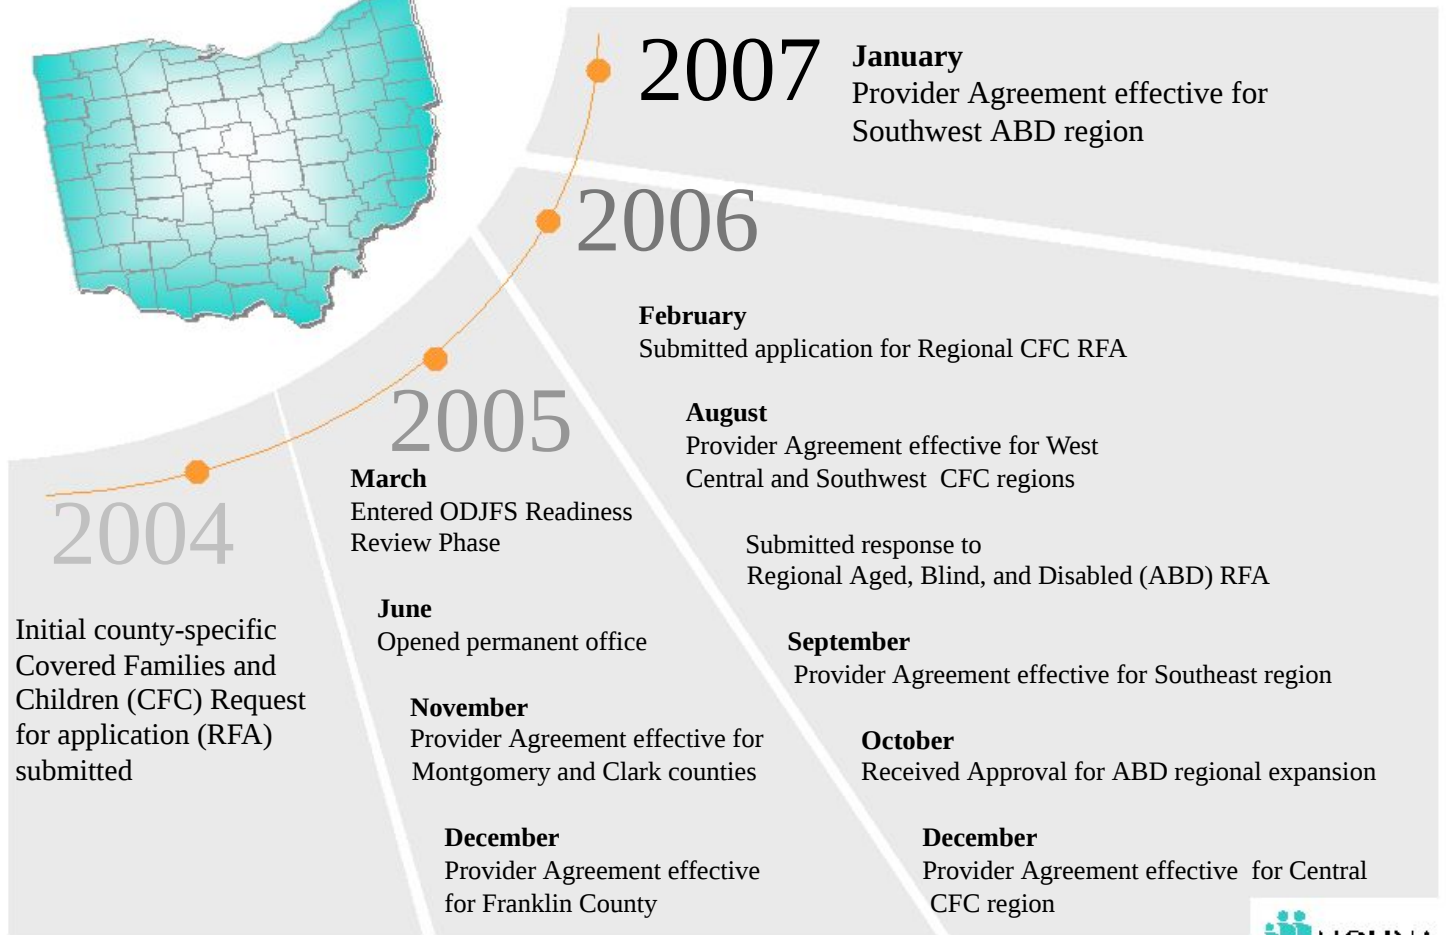 2007
January
Provider Agreement effective for
Southwest ABD region
2006
February
Submitted application for Regional CFC RFA
August
Provider Agreement effective for West
Central and Southwest CFC regions
Submitted response to
Regional Aged, Blind, and Disabled (ABD) RFA
September
Provider Agreement effective for Southeast region
October
Received Approval for ABD regional expansion
December
Provider Agreement effective for Central
CFC region
2005
March
Entered ODJFS Readiness
Review Phase
June
Opened permanent office
November
Provider Agreement effective for
Montgomery and Clark counties
December
Provider Agreement effective
for Franklin County
2004
Initial county-specific
Covered Families and
Children (CFC) Request
for application (RFA)
submitted